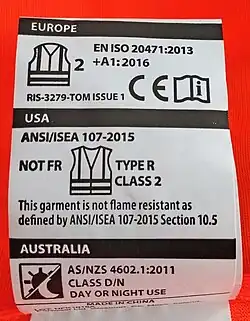 EUROPE
EN ISO 20471:2013
2 +A1:2016
RIS-3279-TOM ISSUE 1 CE i
USA
ANSI/ISEA 107-2015
NOT FR TYPE R
CLASS 2
This garment is not flame resistant as
defined by ANSI/ISEA 107-2015 Section 10.5
AUSTRALIA
AS/NZS 4602.1:2011
CLASS D/N
DAY OR NIGHT USE
MADE IN CHINA